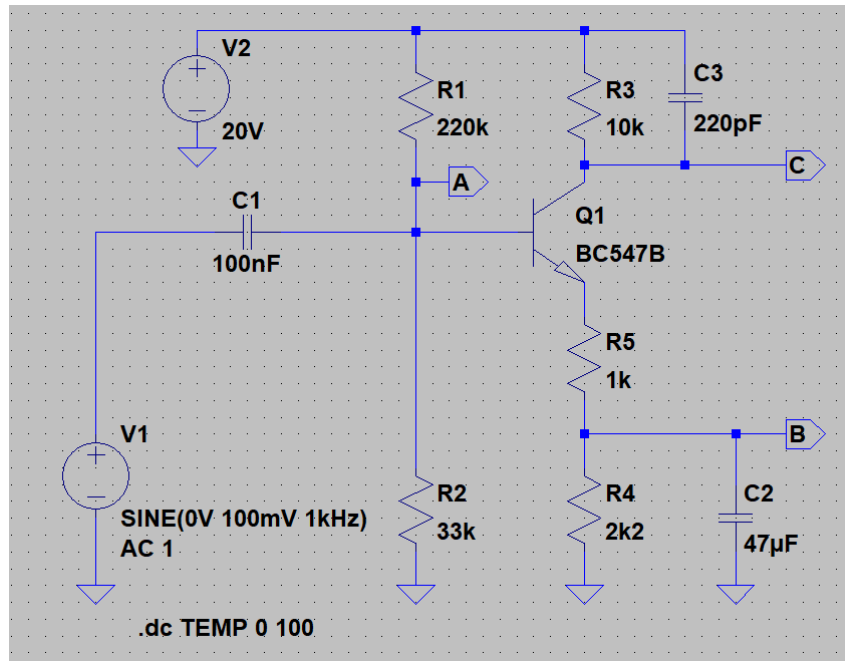 V2
20V
R1
220k
R3
10k
C3
220pF
A
C
C1
100nF
Q1
BC547B
R5
1k
V1
SINE(0V 100mV 1kHz)
AC 1
B
R2
33k
R4
2k2
C2
47µF
.dc TEMP 0 100